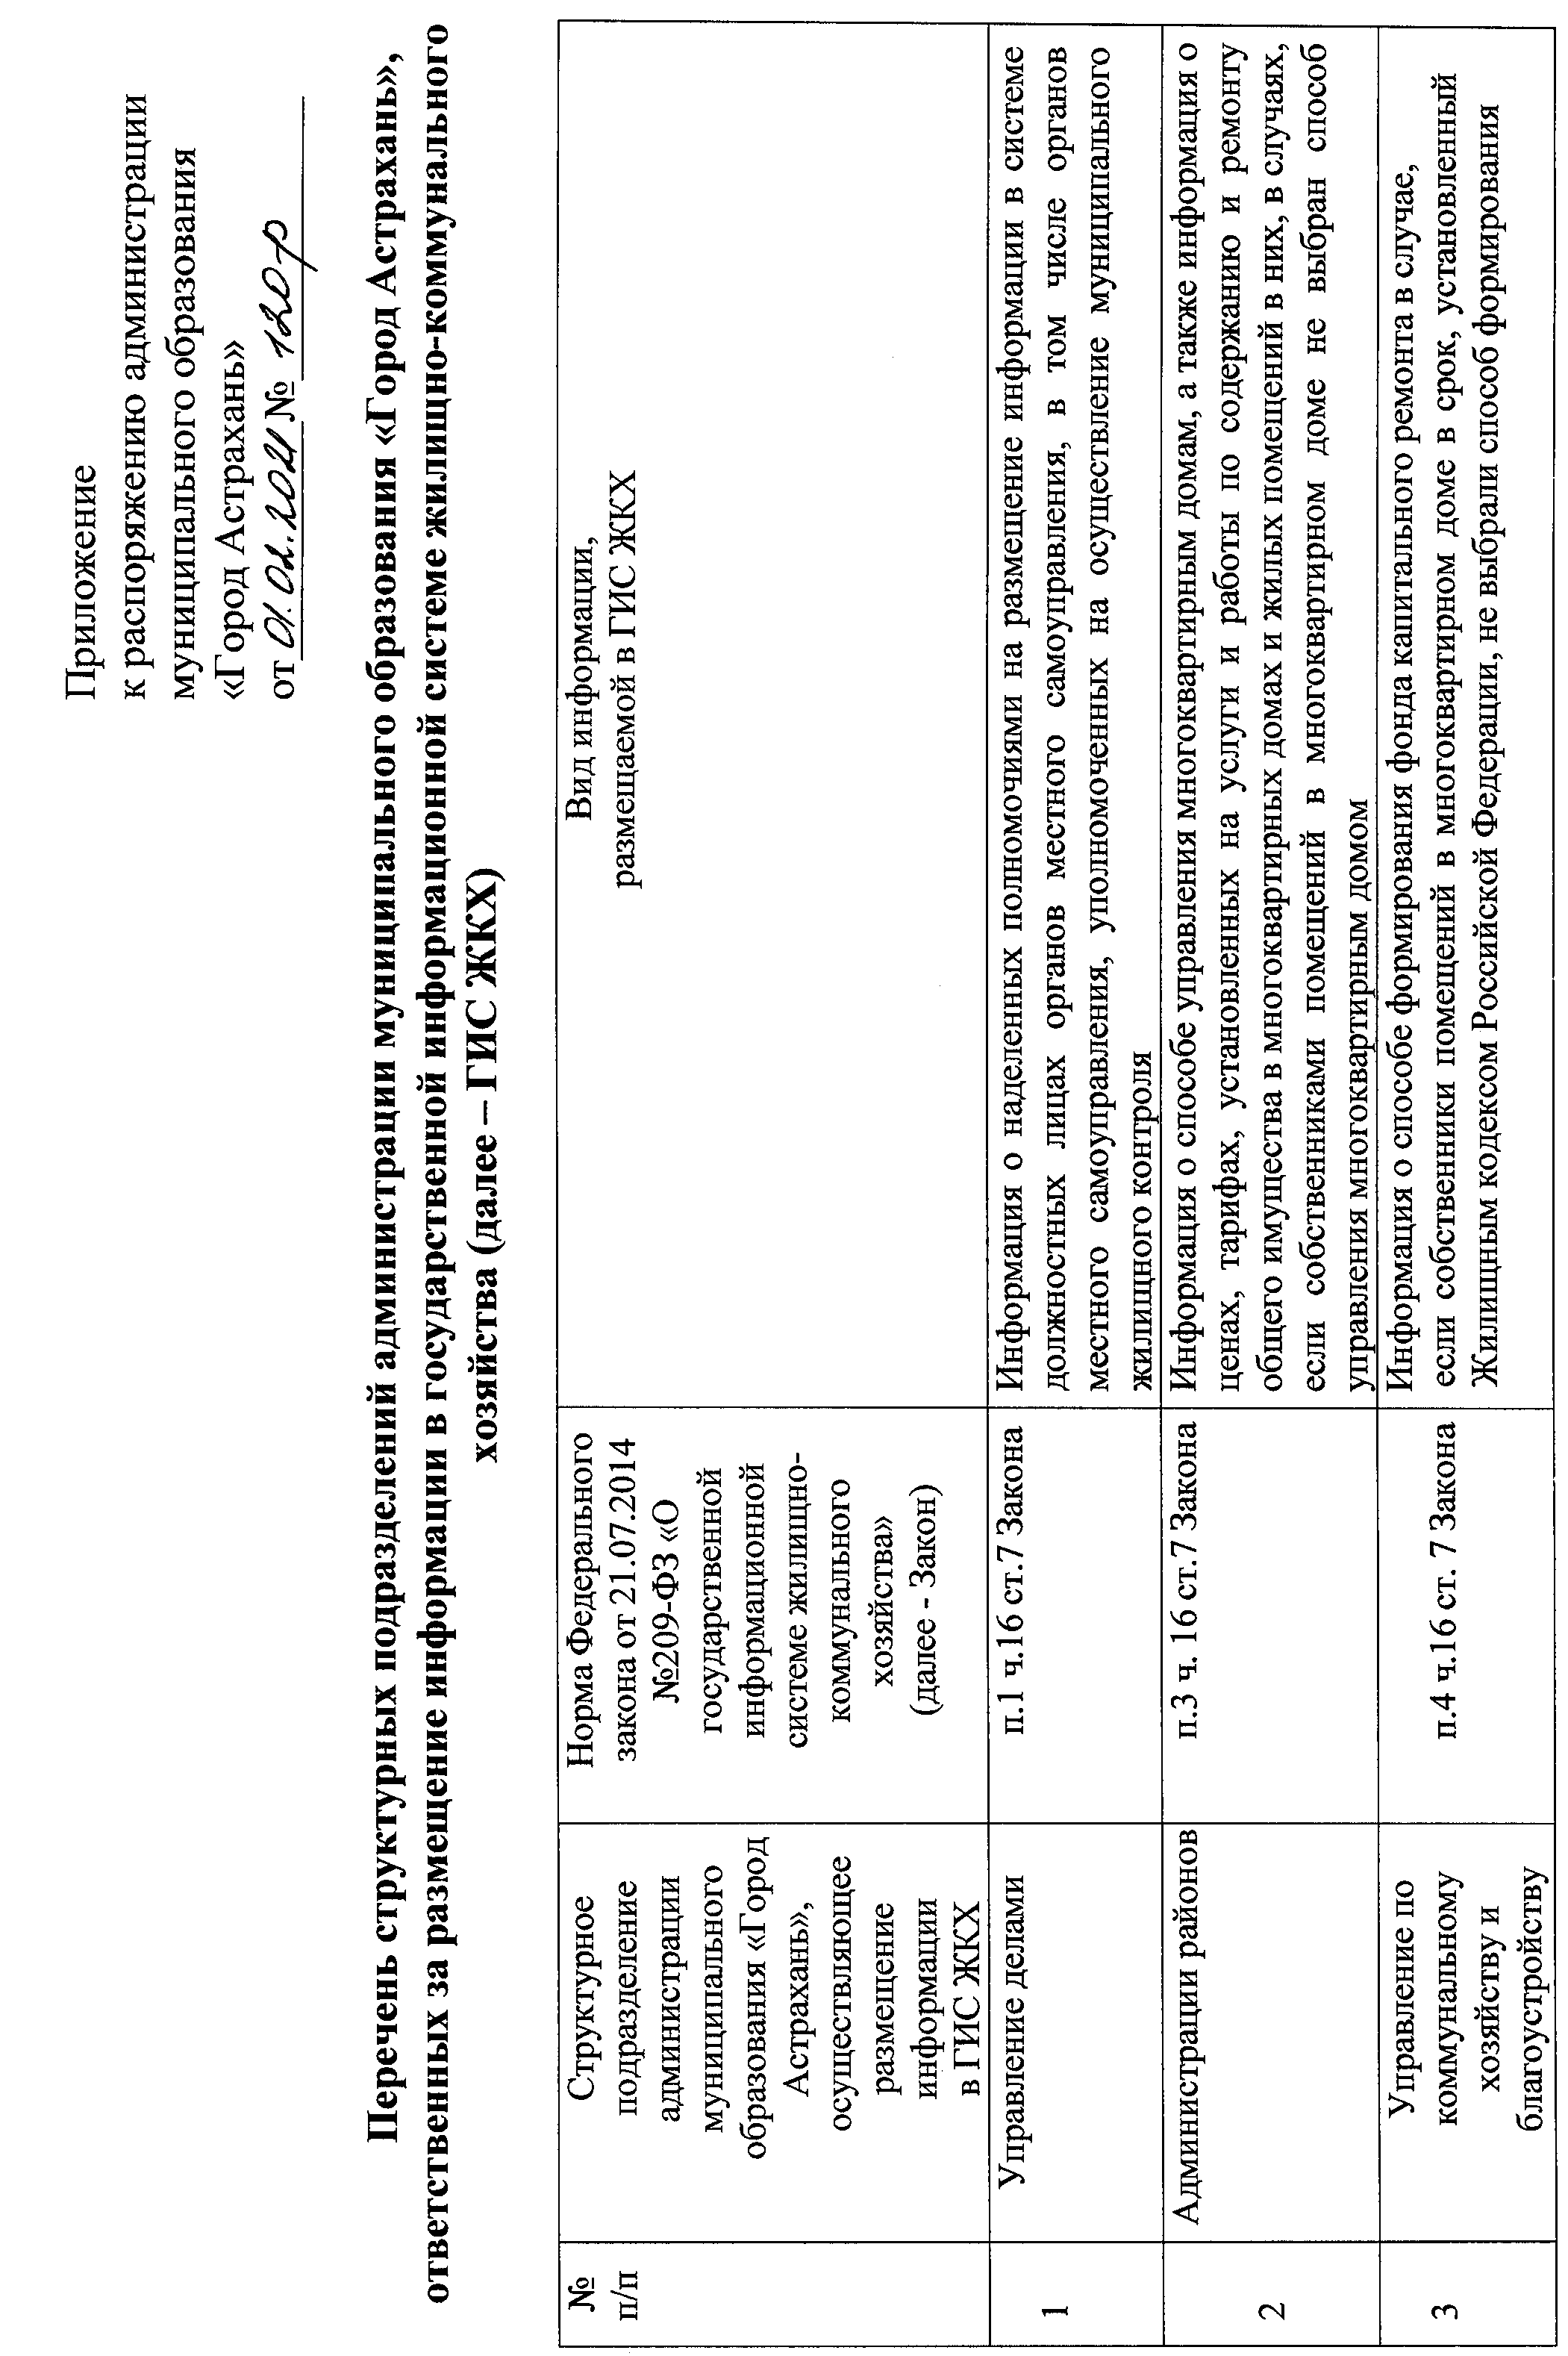 Приложение
к распоряжению администрации
муниципального образования
«Город Астрахань»
от 01.02.2021 № 120р
Перечень структурных подразделений администрации муниципального образования «Город Астрахань»,
ответственных за размещение информации в государственной информационной системе жилищно-коммунального
хозяйства (далее – ГИС ЖКХ)
№
п/п
Структурное
подразделение
администрации
муниципального
образования «Город
Астрахань»,
осуществляющее
размещение
информации
в ГИС ЖКХ
Норма Федерального
закона от 21.07.2014
№209-ФЗ «О
государственной
информационной
системе жилищно-
коммунального
хозяйства»
(далее - Закон)
Вид информации,
размещаемой в ГИС ЖКХ
1
Управление делами
п.1 ч.16 ст.7 Закона
Информация о наделенных полномочиями на размещение информации в системе
должностных лицах органов местного самоуправления, в том числе органов
местного самоуправления, уполномоченных на осуществление муниципального
жилищного контроля
2
Администрации районов
п.3 ч. 16 ст.7 Закона
Информация о способе управления многоквартирным домам, а также информация о
ценах, тарифах, установленных на услуги и работы по содержанию и ремонту
общего имущества в многоквартирных домах и жилых помещений в них, в случаях,
если собственниками помещений в многоквартирном доме не выбран способ
управления многоквартирным домом
3
Управление по
коммунальному
хозяйству и
благоустройству
п.4 ч.16 ст. 7 Закона
Информация о способе формирования фонда капитального ремонта в случае,
если собственники помещений в многоквартирном доме в срок, установленный
Жилищным кодексом Российской Федерации, не выбрали способ формирования